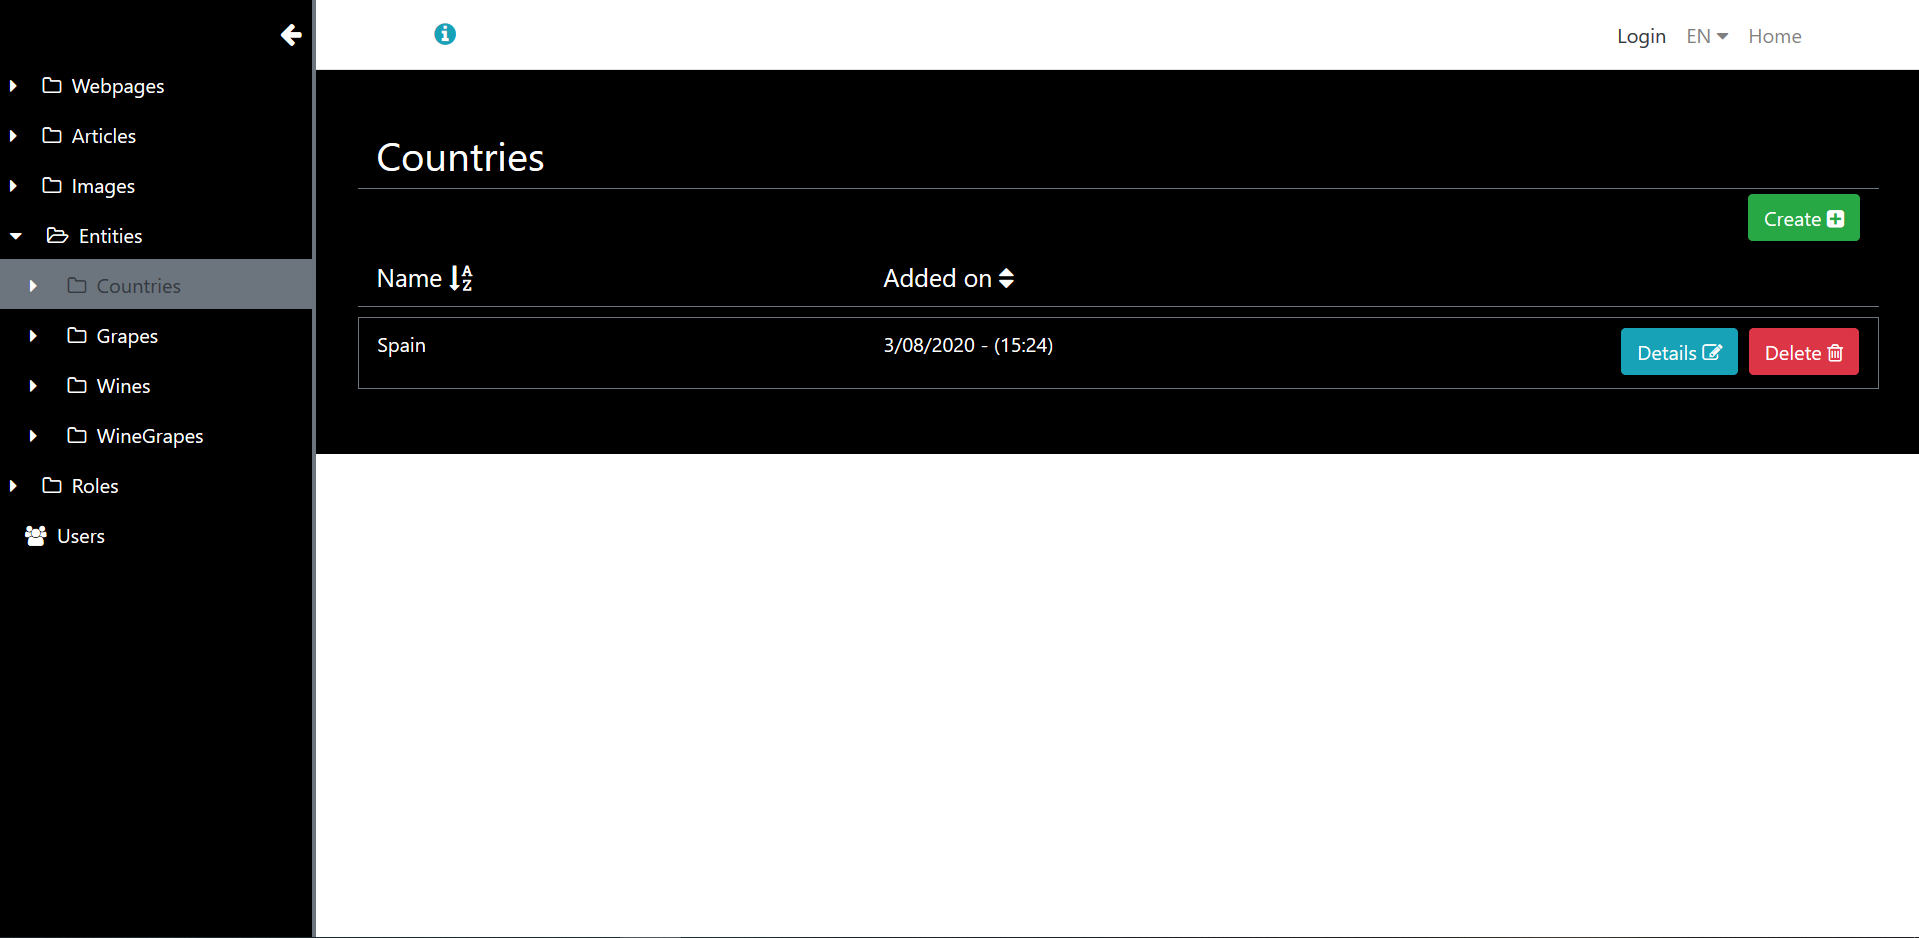 Login EN Home
Webpages
Articles
Images
Entities
Countries
Grapes
Wines
WineGrapes
Roles
Users
Countries
Create
Name Added on
Spain 3/08/2020 - (15:24) Details Delete